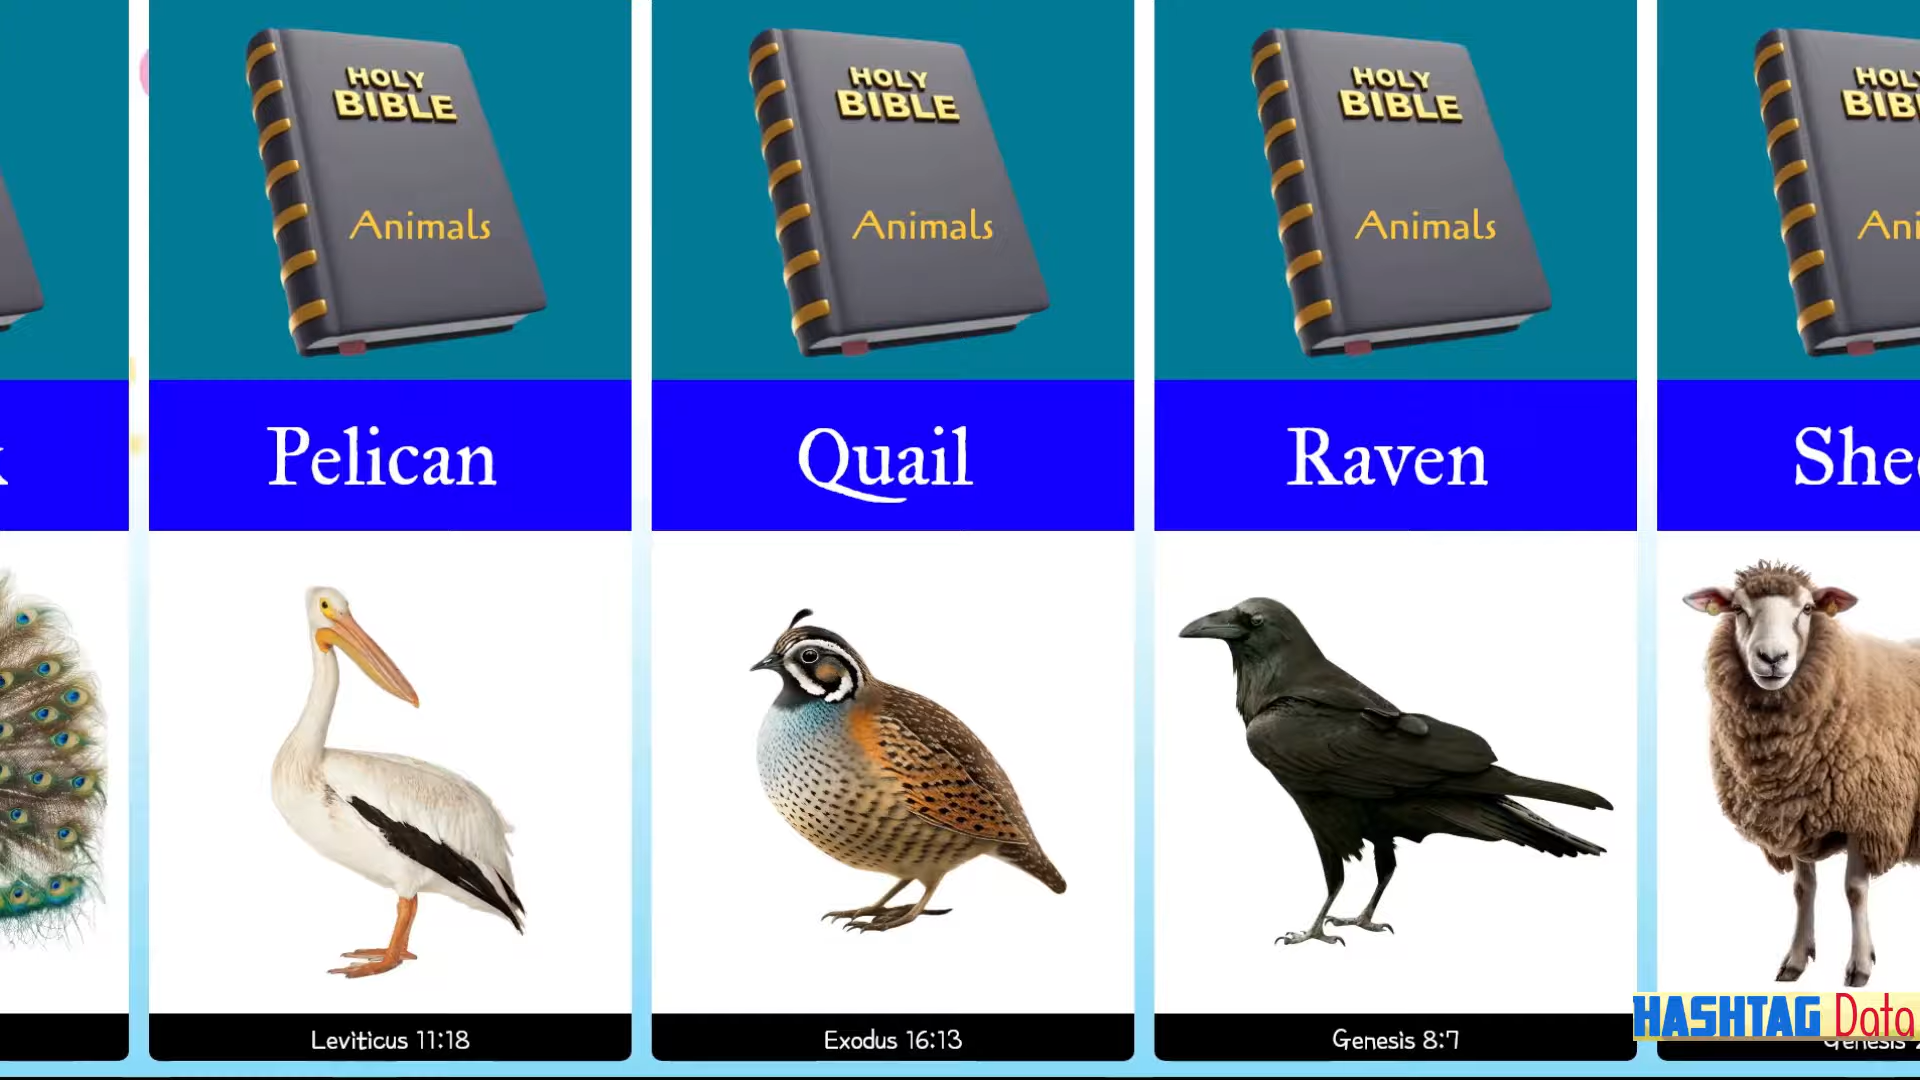 HOLY
BIBLE
Animals
HOLY
BIBLE
Animals
HOLY
BIBLE
Animals
Pelican
Quail
Raven
Leviticus 11:18
Exodus 16:13
Genesis 8:7
HASHTAG Data